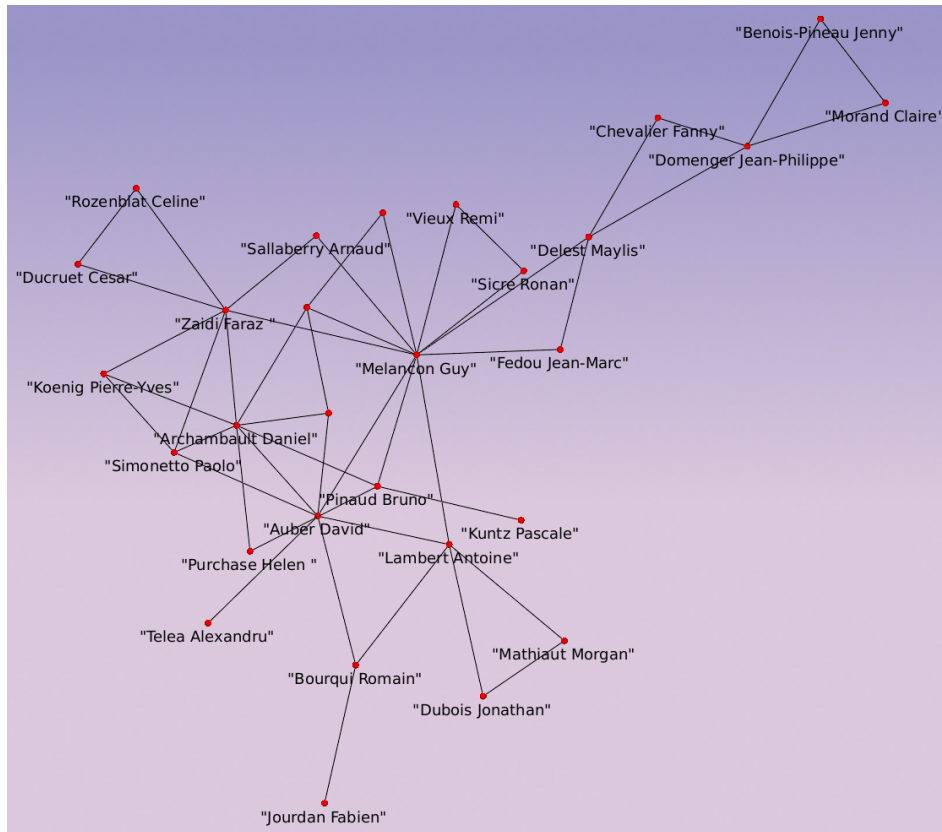 "Benois-Pineau Jenny"
"Morand Claire"
"Chevalier Fanny"
"Domenger Jean-Philippe"
"Rozenblat Celine"
"Vieux Remi"
"Sallaberry Arnaud"
"Delest Maylis"
"Ducruet Cesar"
"Sicre Ronan"
"Zaidi Faraz "
"Melancon Guy"
"Fedou Jean-Marc"
"Koenig Pierre-Yves"
"Archambault Daniel"
"Simonetto Paolo"
"Pinaud Bruno"
"Auber David"
"Kuntz Pascale"
"Lambert Antoine"
"Purchase Helen "
"Telea Alexandru"
"Mathiaut Morgan"
"Bourqui Romain"
"Dubois Jonathan"
"Jourdan Fabien"